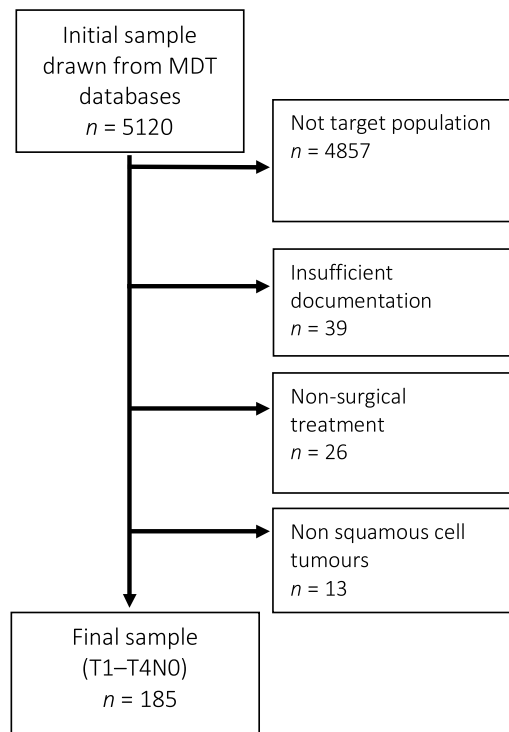 Initial sample
drawn from MDT
databases
n = 5120
Not target population
n = 4857
Insufficient
documentation
n = 39
Non-surgical
treatment
n = 26
Non squamous cell
tumours
n = 13
Final sample
(T1–T4N0)
n = 185